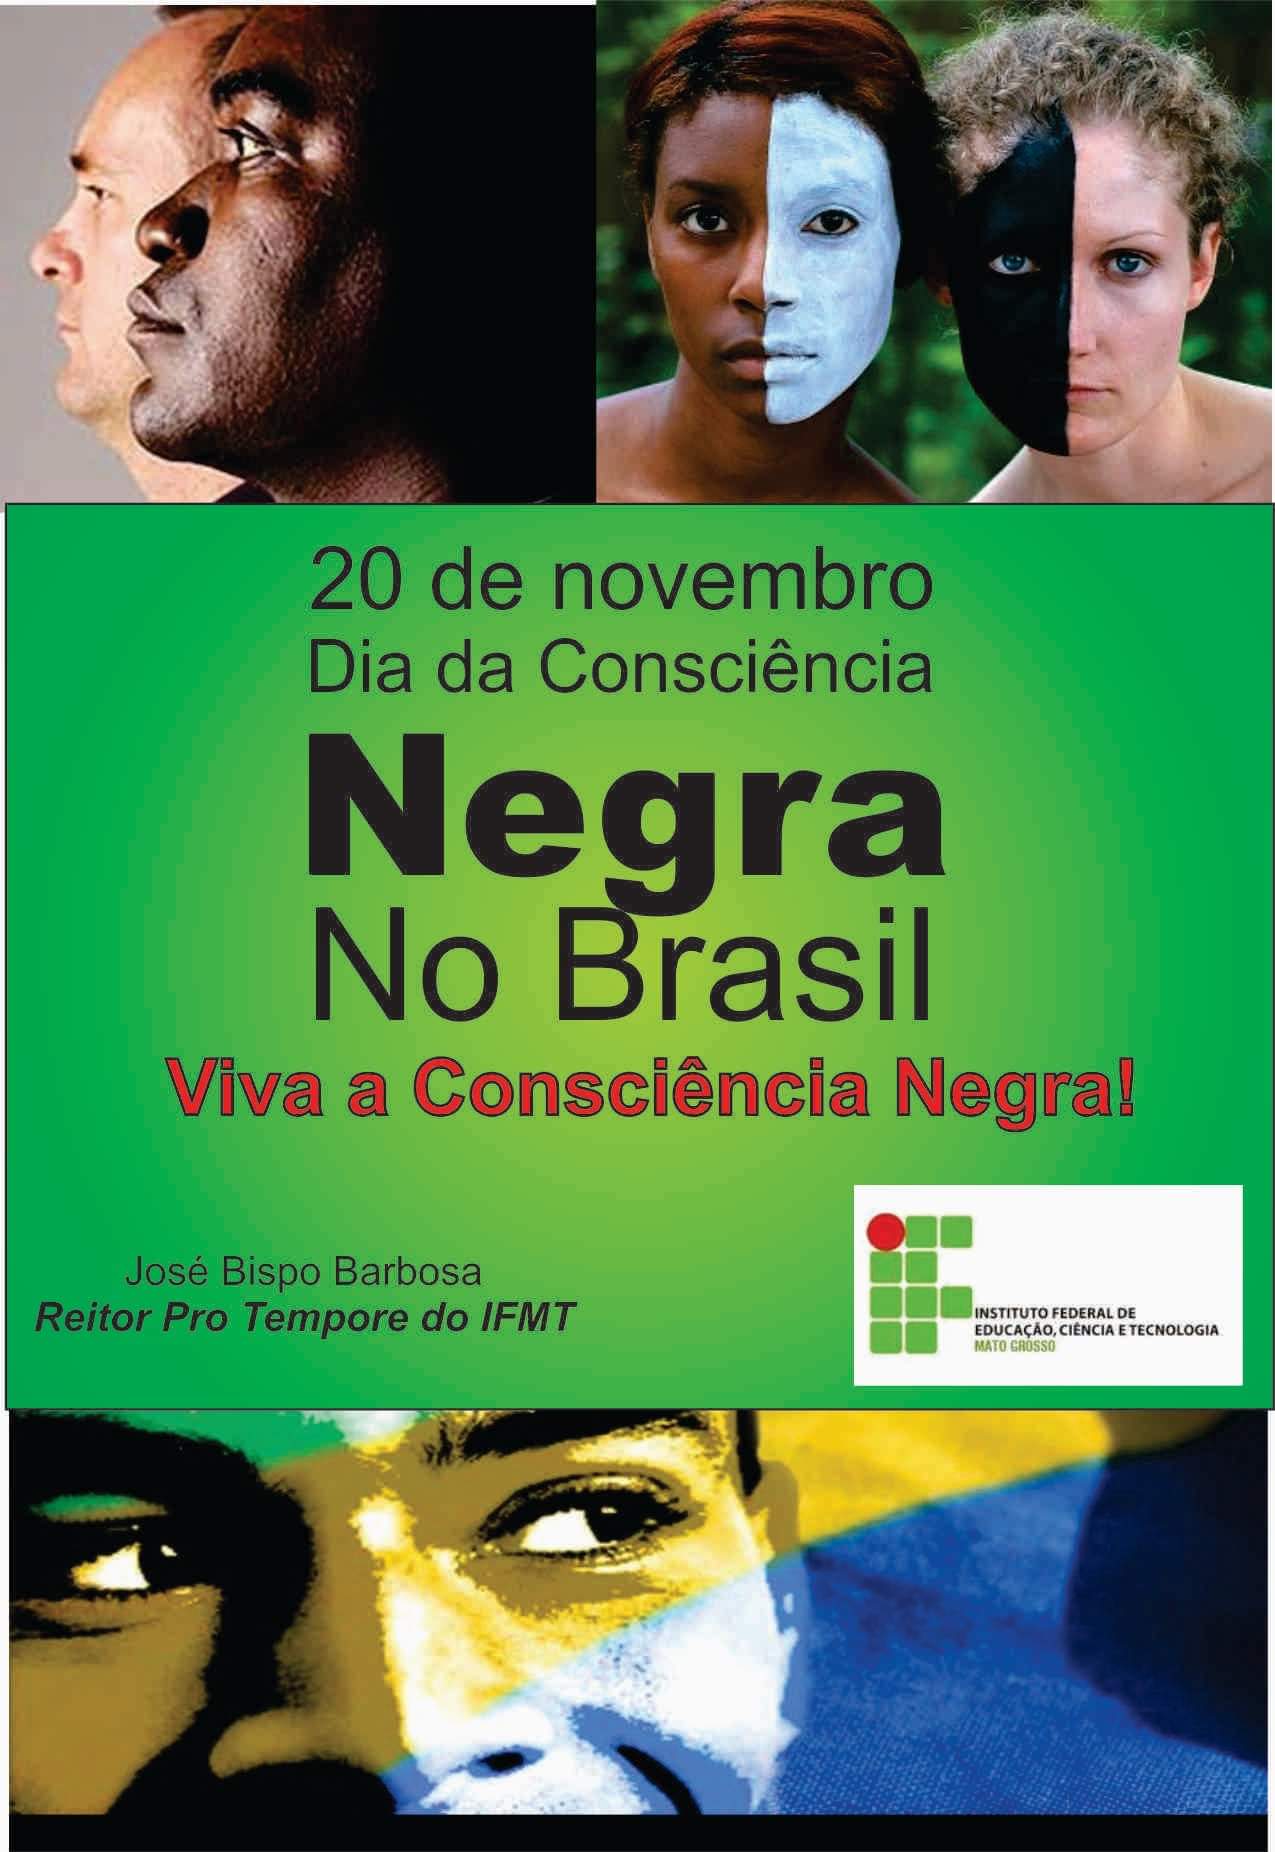 20 de novembro
Dia da Consciência
Negra
No Brasil
Viva a Consciência Negra!
José Bispo Barbosa
Reitor Pro Tempore do IFMT
INSTITUTO FEDERAL DE
EDUCAÇÃO, CIÊNCIA E TECNOLOGIA
MATO GROSSO